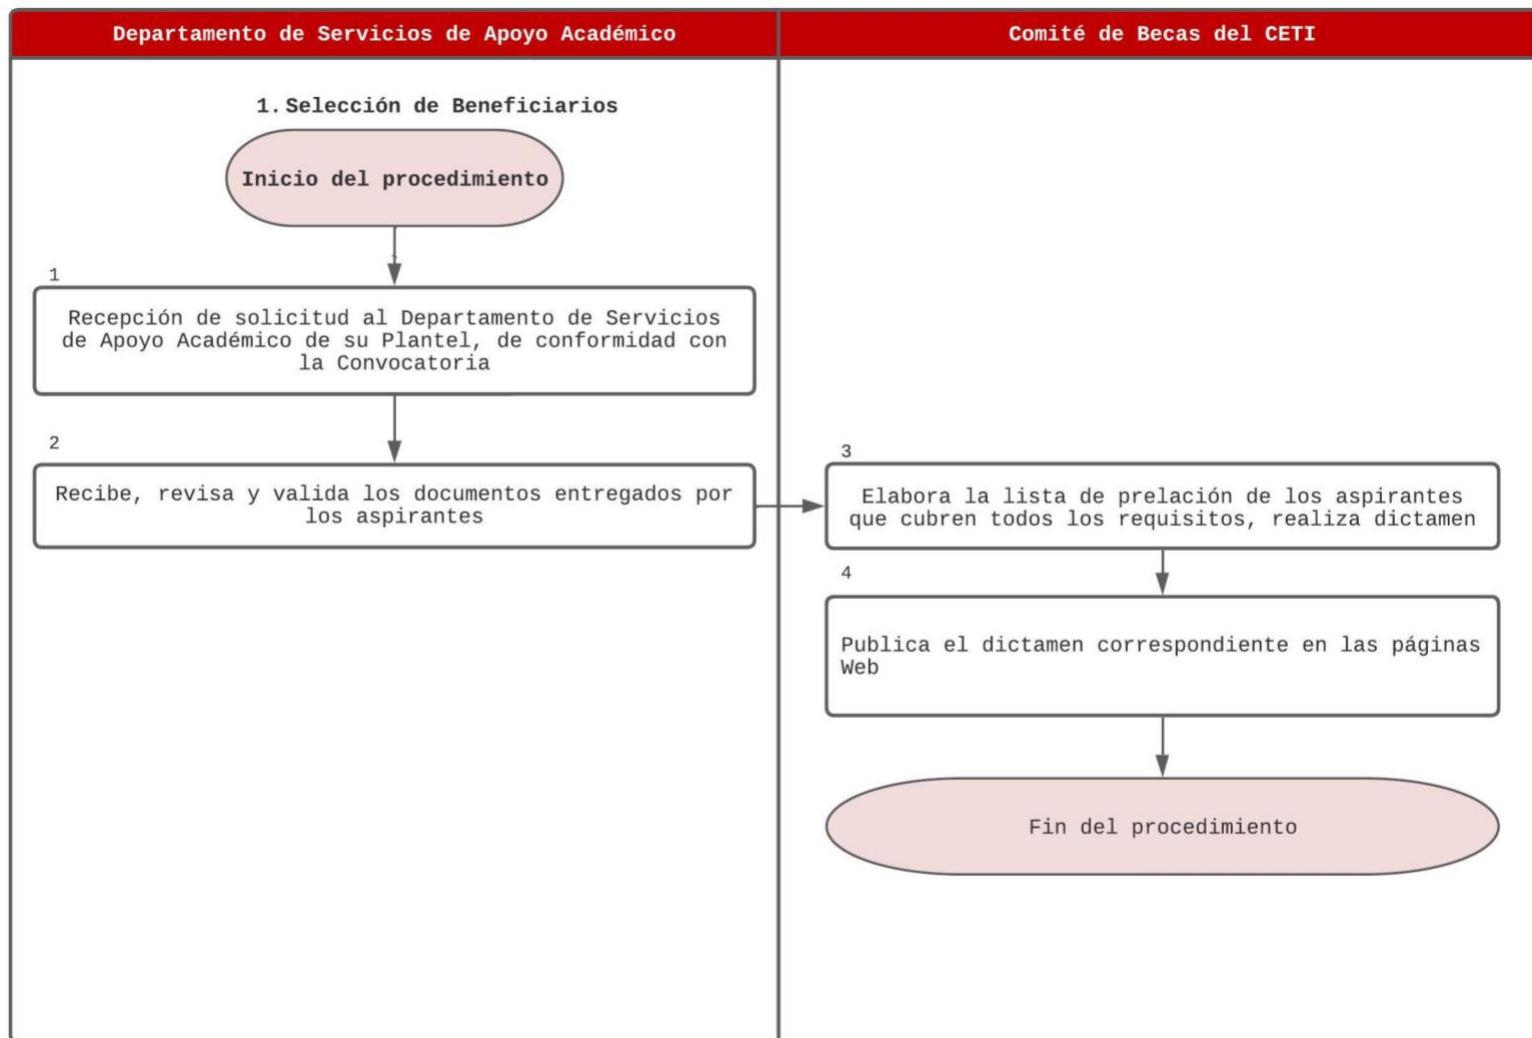 Departamento de Servicios de Apoyo Académico
Comité de Becas del CETI
1. Selección de Beneficiarios
Inicio del procedimiento
1
Recepción de solicitud al Departamento de Servicios
de Apoyo Académico de su Plantel, de conformidad con
la Convocatoria
2
Recibe, revisa y valida los documentos entregados por
los aspirantes
3
Elabora la lista de prelación de los aspirantes
que cubren todos los requisitos, realiza dictamen
4
Publica el dictamen correspondiente en las páginas
Web
Fin del procedimiento